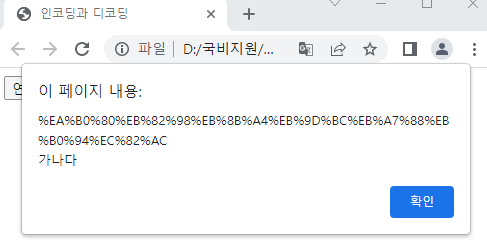 인코딩과 디코딩
파일
D:/국비지원/...
이 페이지 내용:
%EA%B0%80%EB%82%98%EB%8B%A4%EB%9D%BC%EB%A7%88%EB
%B0%94%EC%82%AC
가나다
확인